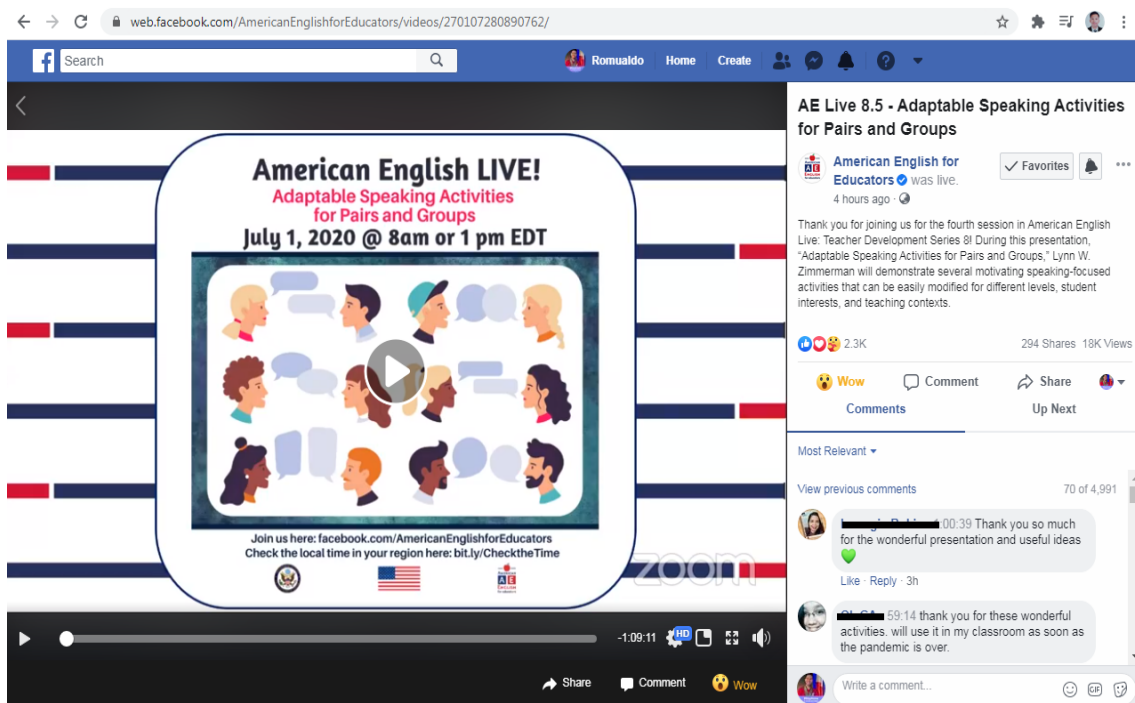 web.facebook.com/AmericanEnglishforEducators/videos/270107280890762/
Search
Romualdo
Home
Create
American English LIVE!
Adaptable Speaking Activities
for Pairs and Groups
July 1, 2020 @ 8am or 1 pm EDT
Join us here: facebook.com/AmericanEnglishforEducators
Check the local time in your region here: bit.ly/ChecktheTime
AE
zoom
-1:09:11
HD
Share
Comment
Wow
AE Live 8.5 - Adaptable Speaking Activities
for Pairs and Groups
American English for
Educators was live.
4 hours ago ·
Favorites
Thank you for joining us for the fourth session in American English
Live: Teacher Development Series 8! During this presentation,
“Adaptable Speaking Activities for Pairs and Groups,” Lynn W.
Zimmerman will demonstrate several motivating speaking-focused
activities that can be easily modified for different levels, student
interests, and teaching contexts.
2.3K
294 Shares 18K Views
Wow
Comment
Share
Comments
Up Next
Most Relevant
View previous comments
70 of 4,991
:00:39 Thank you so much
for the wonderful presentation and useful ideas
Like · Reply · 3h
59:14 thank you for these wonderful
activities. will use it in my classroom as soon as
the pandemic is over.
Write a comment...
GIF